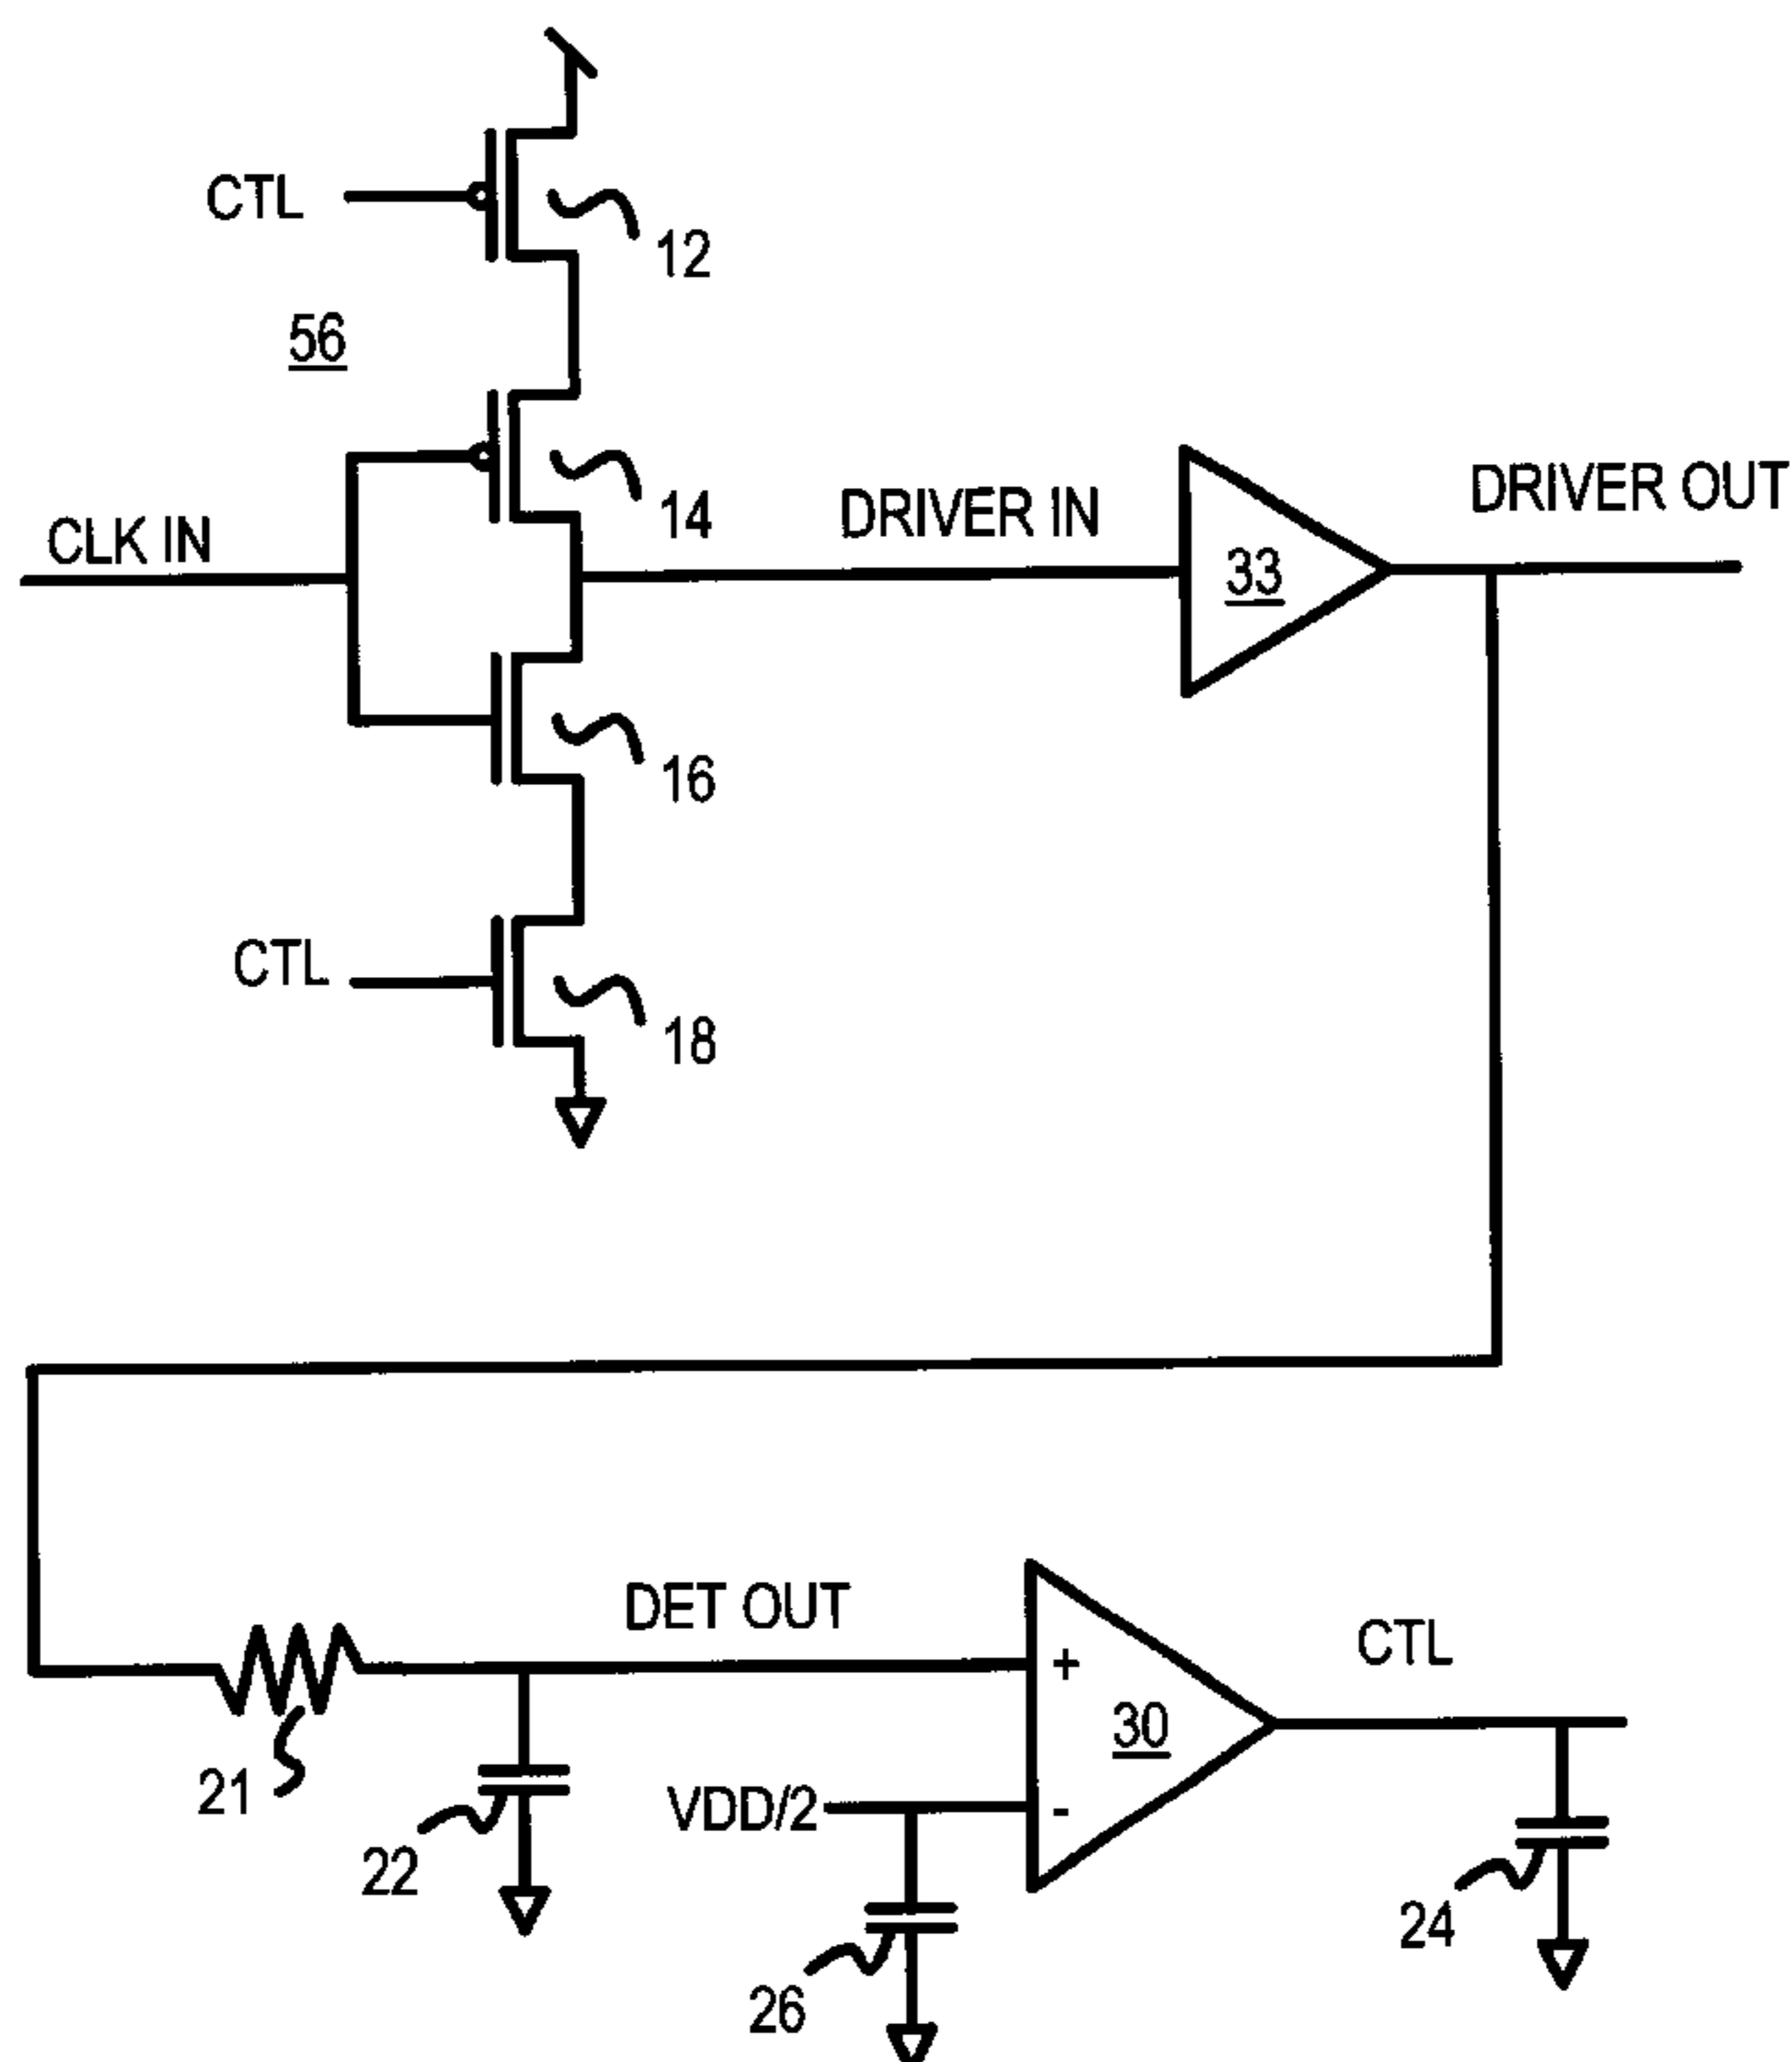 CTL
12
56
14
DRIVER IN
DRIVER OUT
33
CLK IN
16
CTL
18
DET OUT
+
CTL
30
21
VDD/2
-
22
24
26